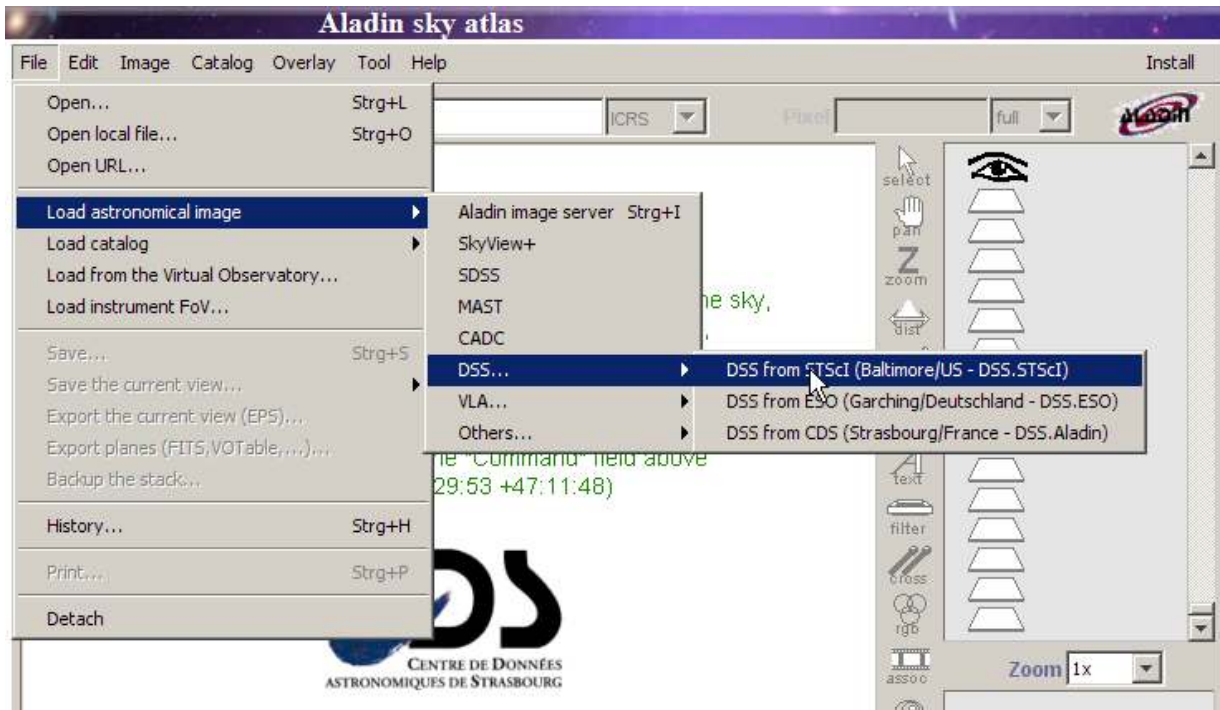 Aladin sky atlas
File Edit Image Catalog Overlay Tool Help Install
Open... Strg+L
Open local file... Strg+O
Open URL...
Load astronomical image
Load catalog
Load from the Virtual Observatory...
Load instrument FoV...
Save... Strg+S
Save the current view...
Export the current view (EPS)...
Export planes (FITS,VOTable,...)...
Backup the stack...
History... Strg+H
Print... Strg+P
Detach
Aladin image server Strg+I
SkyView+
SDSS
MAST
CADC
DSS...
VLA...
Others...
DSS from STScI (Baltimore/US - DSS.STScI)
DSS from ESO (Garching/Deutschland - DSS.ESO)
DSS from CDS (Strasbourg/France - DSS.Aladin)
ICRS
Pixel
full
ALADIN
sky,
"Command" field above
29:53 +47:11:48)
CDS
CENTRE DE DONNÉES
ASTRONOMIQUES DE STRASBOURG
select
pan
zoom
dist
text
filter
cross
rgb
assoc
Zoom 1x